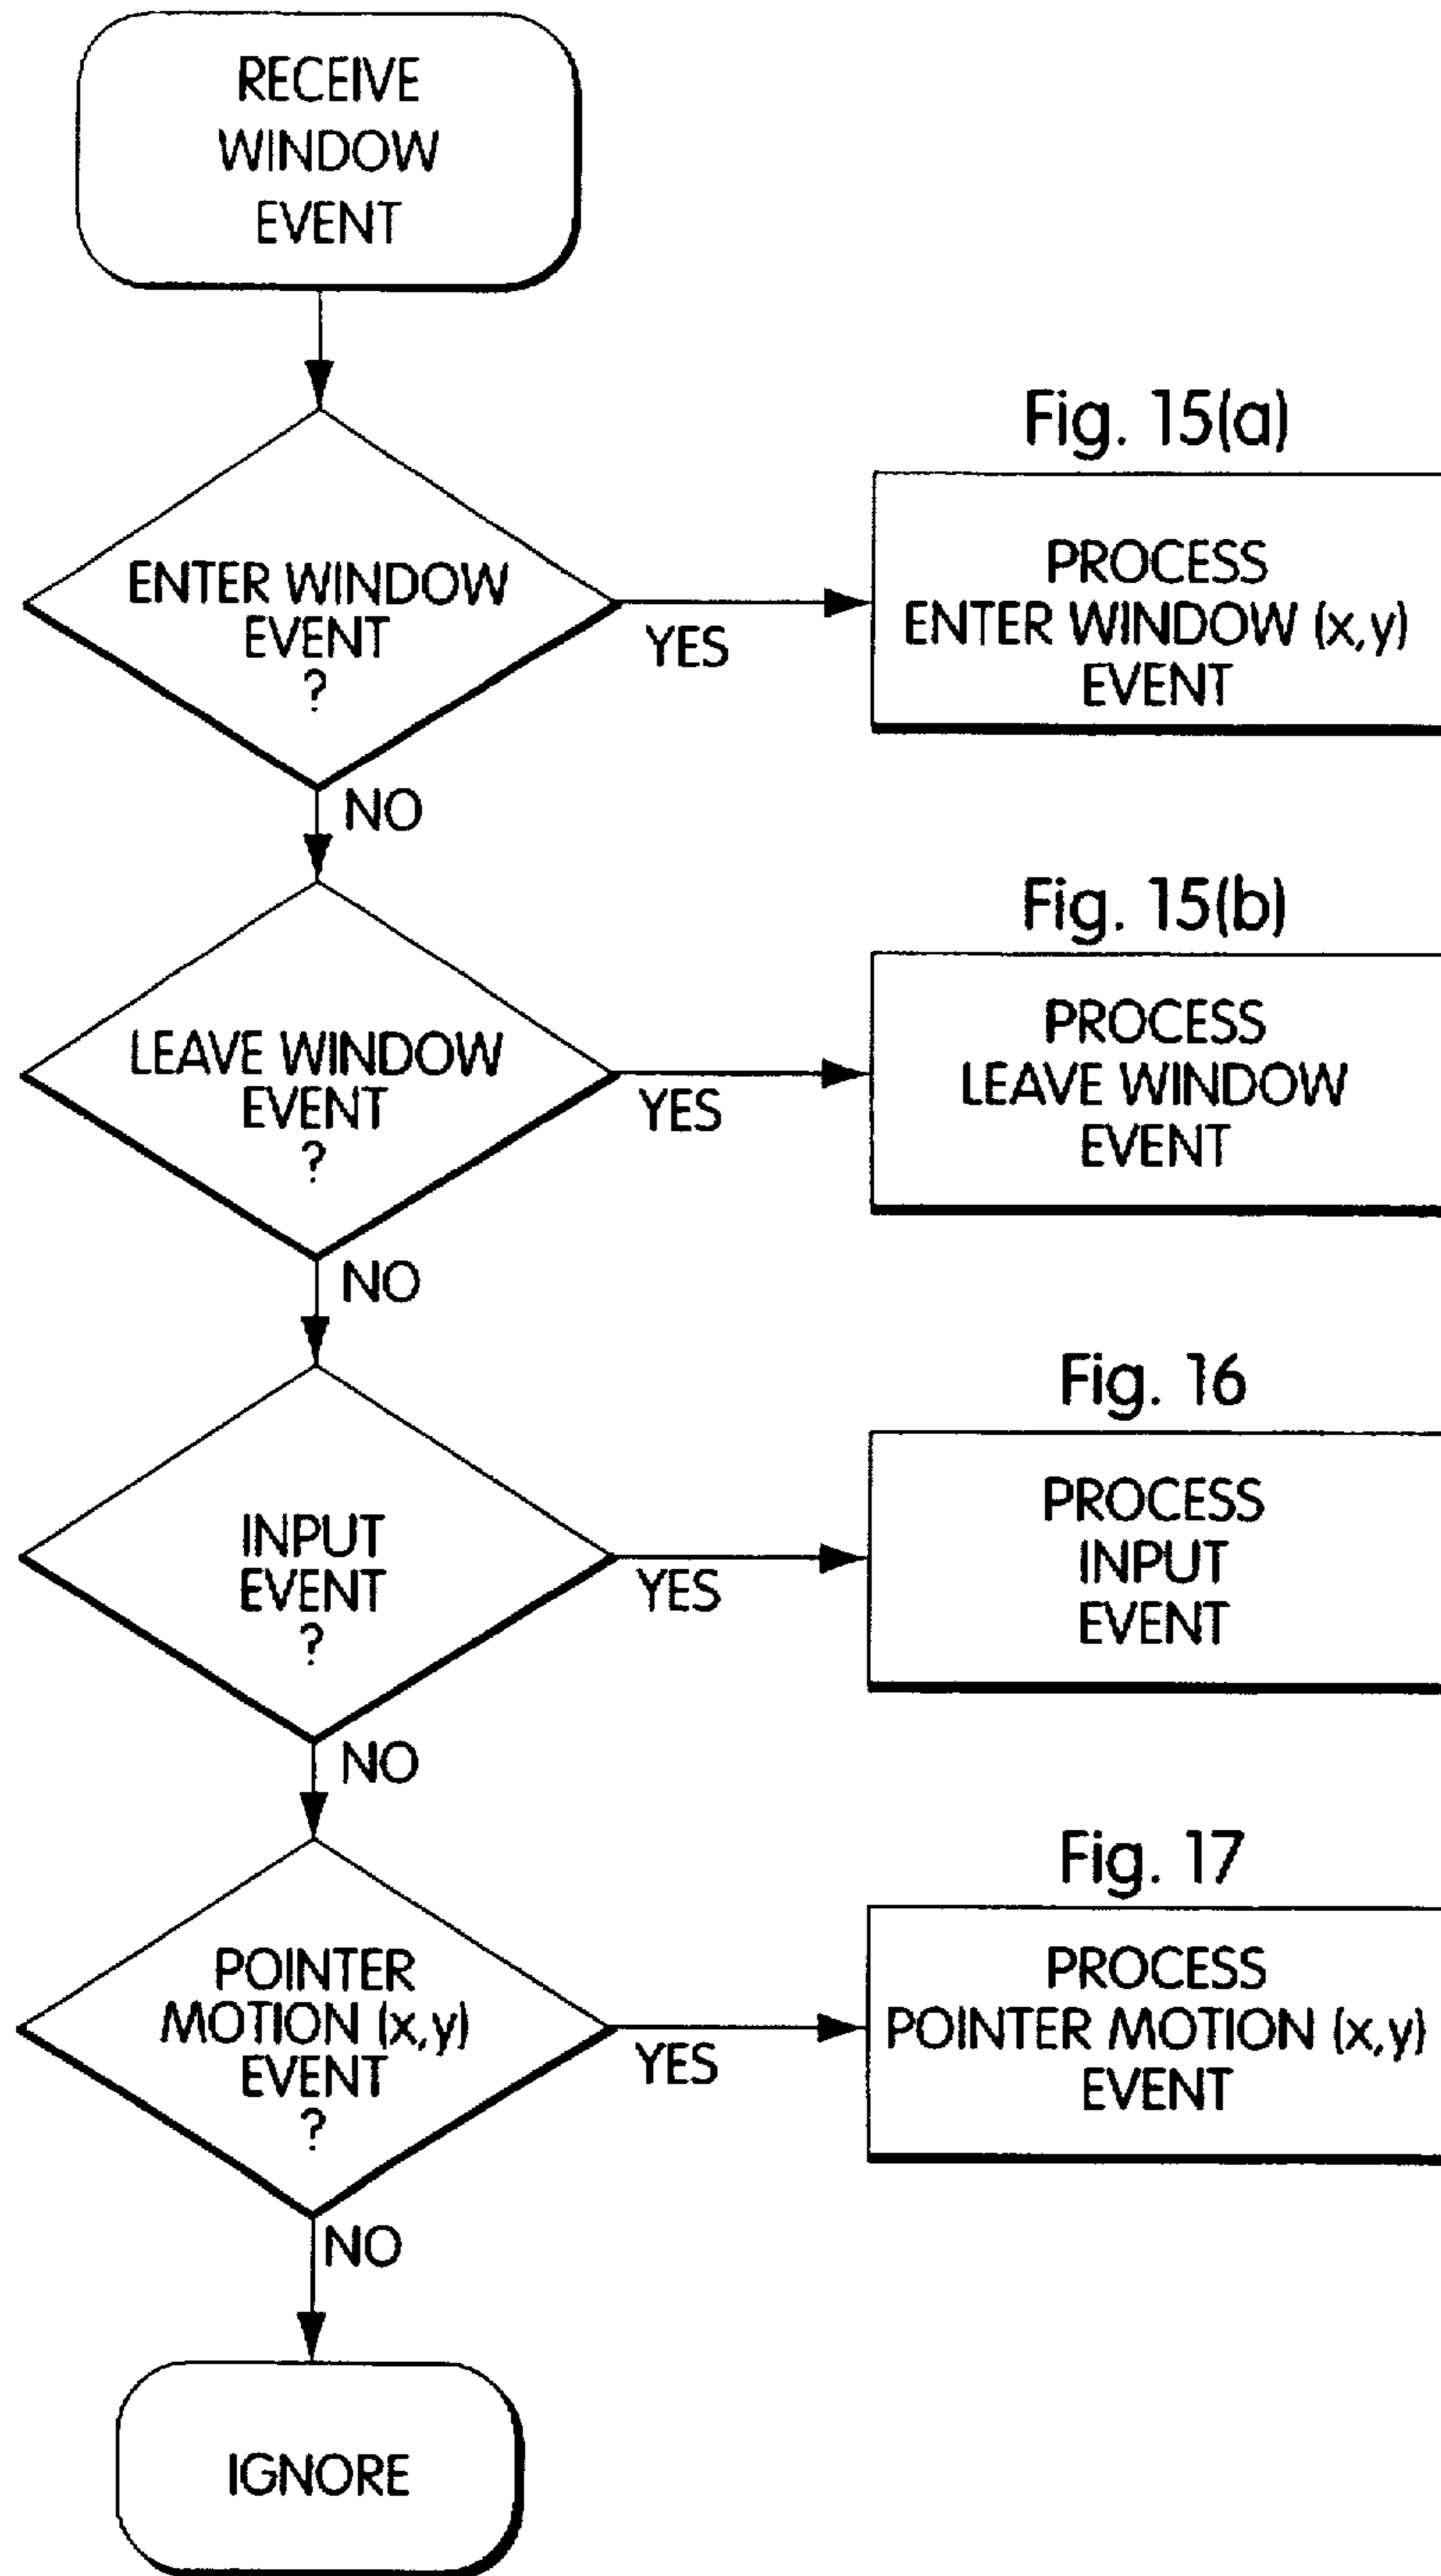 RECEIVE
WINDOW
EVENT
Fig. 15(a)
ENTER WINDOW
EVENT
?
YES
PROCESS
ENTER WINDOW (x,y)
EVENT
NO
Fig. 15(b)
LEAVE WINDOW
EVENT
?
YES
PROCESS
LEAVE WINDOW
EVENT
NO
Fig. 16
INPUT
EVENT
?
YES
PROCESS
INPUT
EVENT
NO
Fig. 17
POINTER
MOTION (x,y)
EVENT
?
YES
PROCESS
POINTER MOTION (x,y)
EVENT
NO
IGNORE